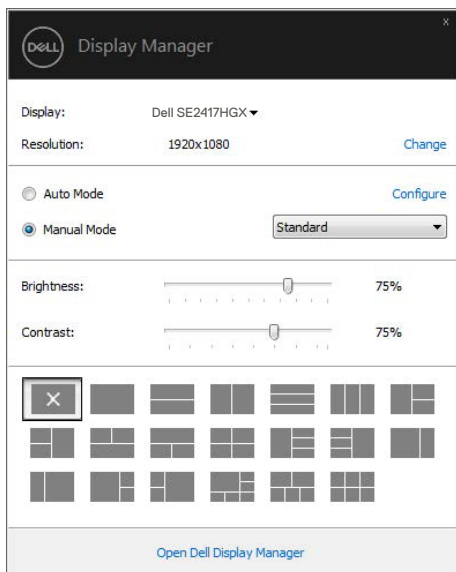 x
DELL Display Manager
Display: Dell SE2417HGX
Resolution: 1920x1080 Change
Auto Mode Configure
Manual Mode Standard
Brightness: 75%
Contrast: 75%
Open Dell Display Manager